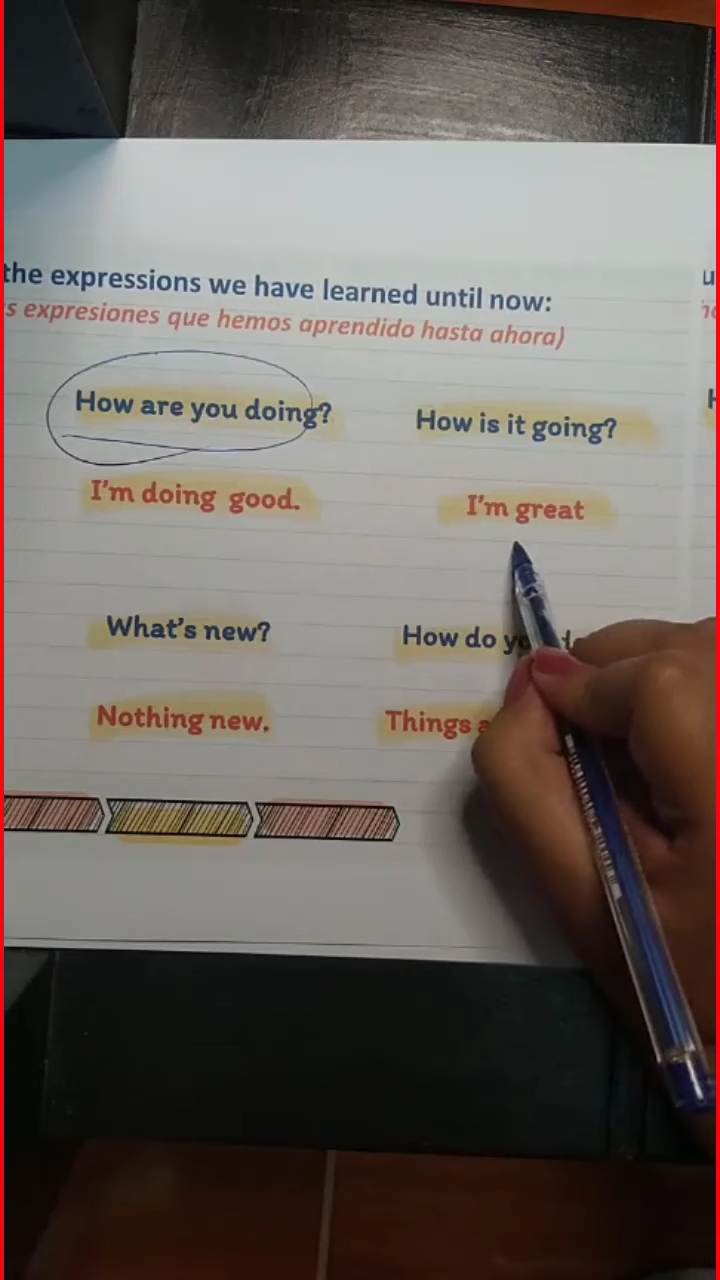 the expressions we have learned until now:
s expresiones que hemos aprendido hasta ahora)
How are you doing?
How is it going?
I'm doing good.
I'm great
What's new?
How do
Nothing new.
Things